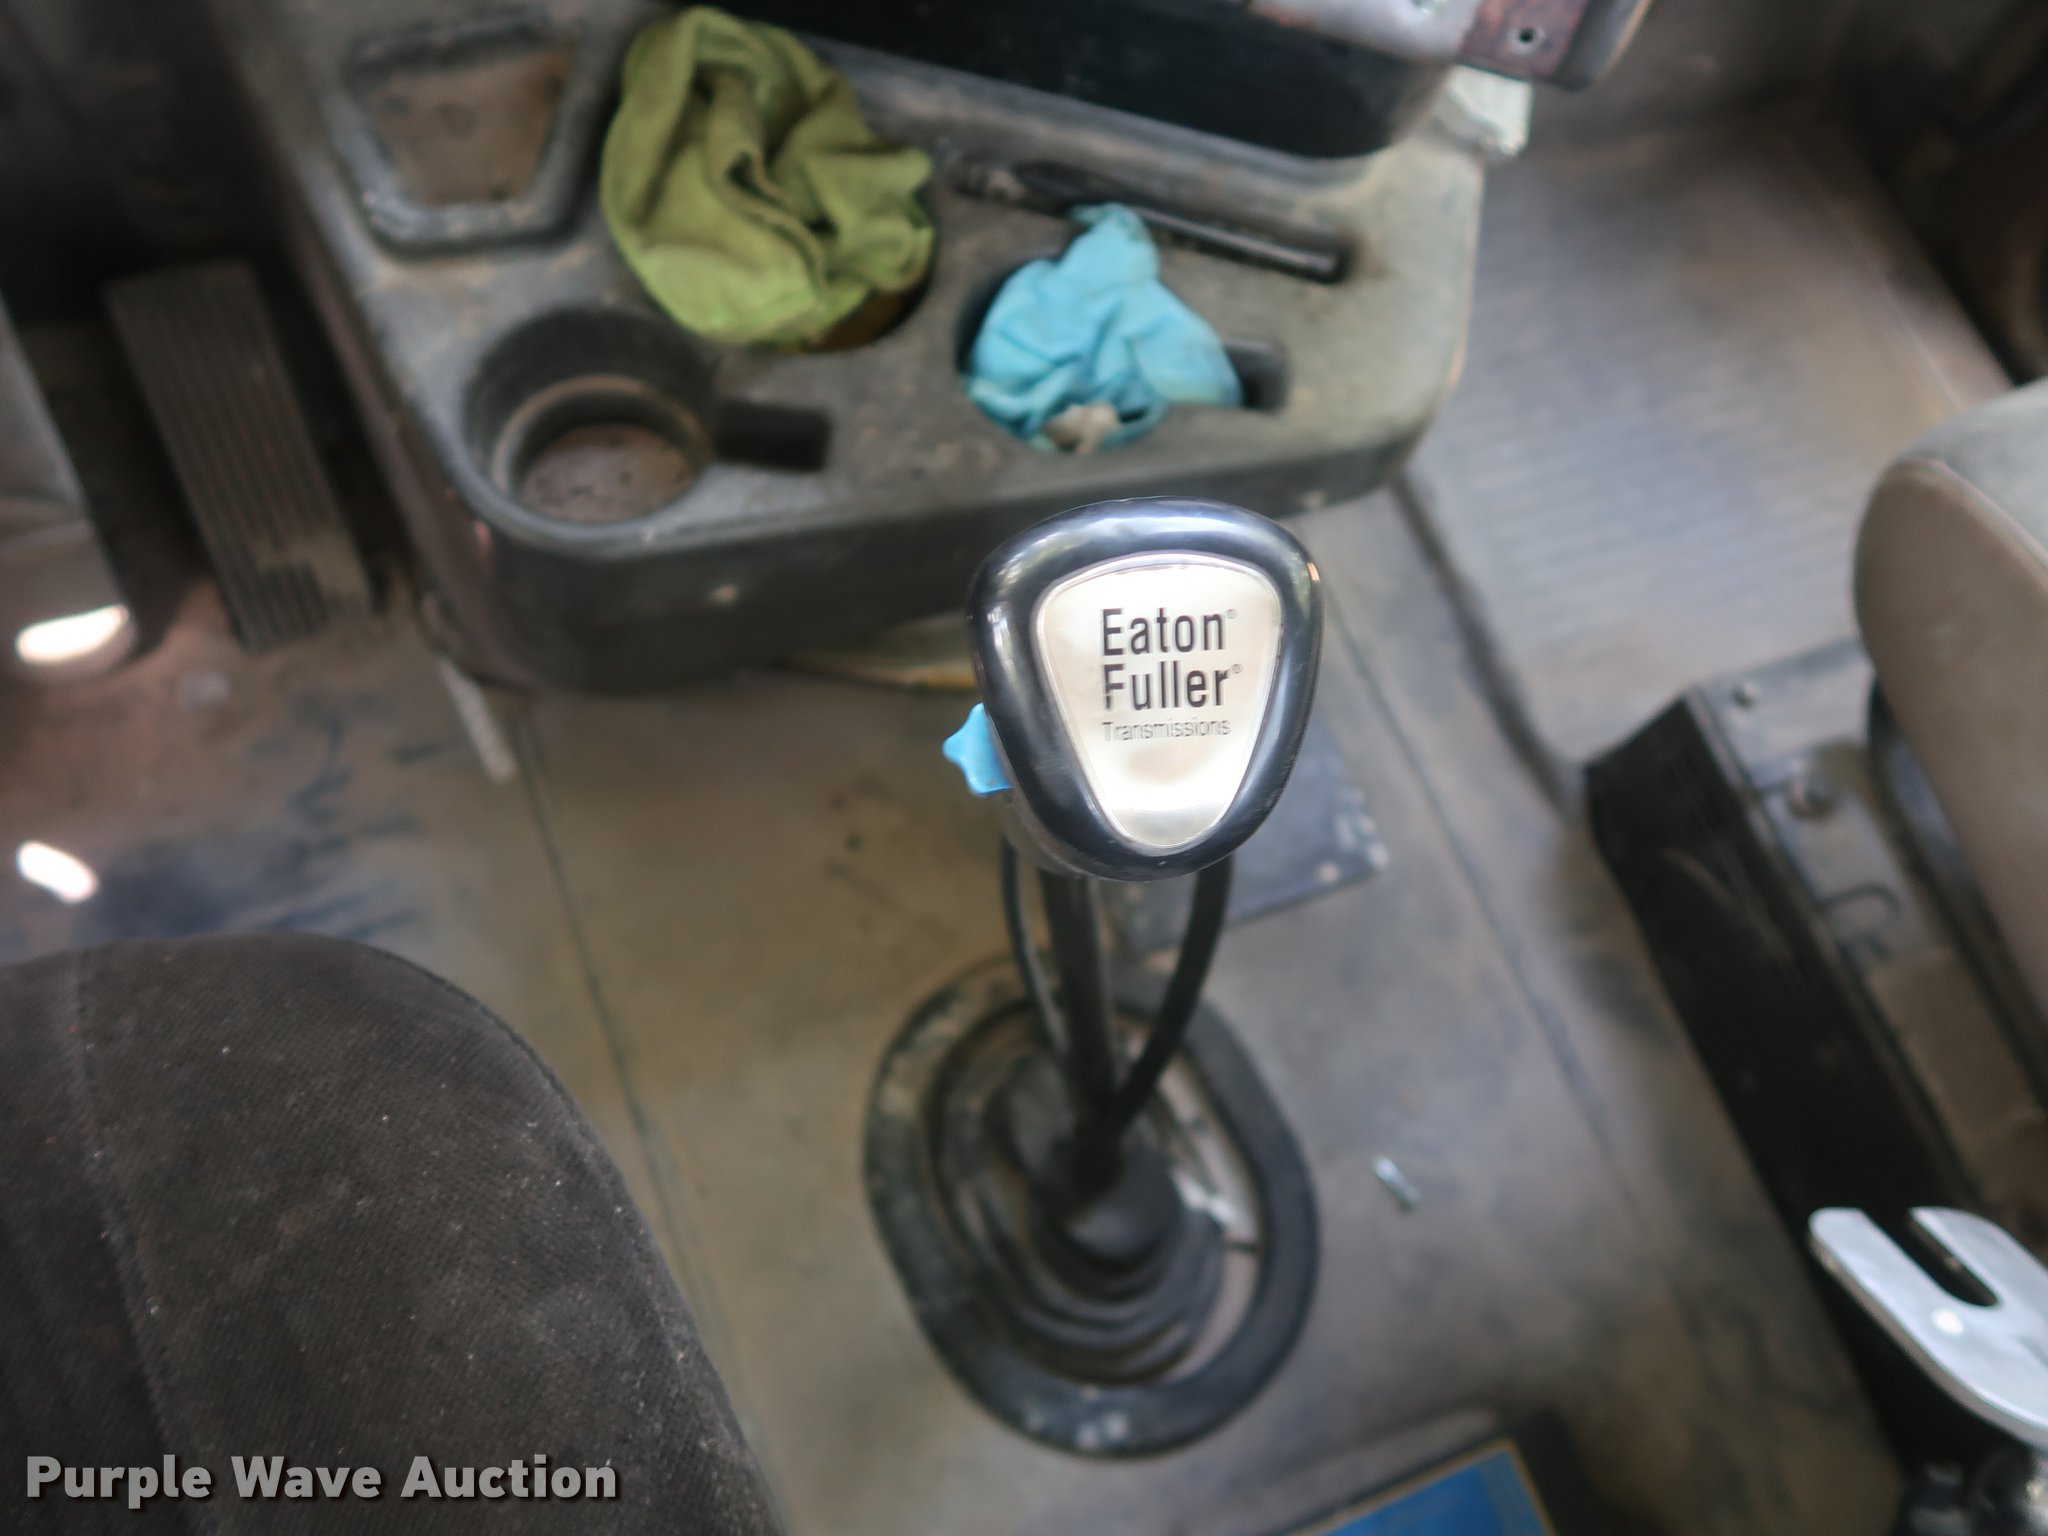 Eaton®
Fuller®
Transmissions
Purple Wave Auction